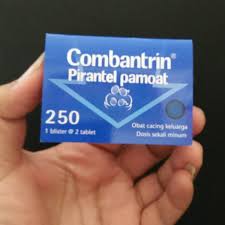 Combantrin®
Pirantel pamoat
250
1 blister @ 2 tablet
Obat cacing keluarga
Dosis sekali minum